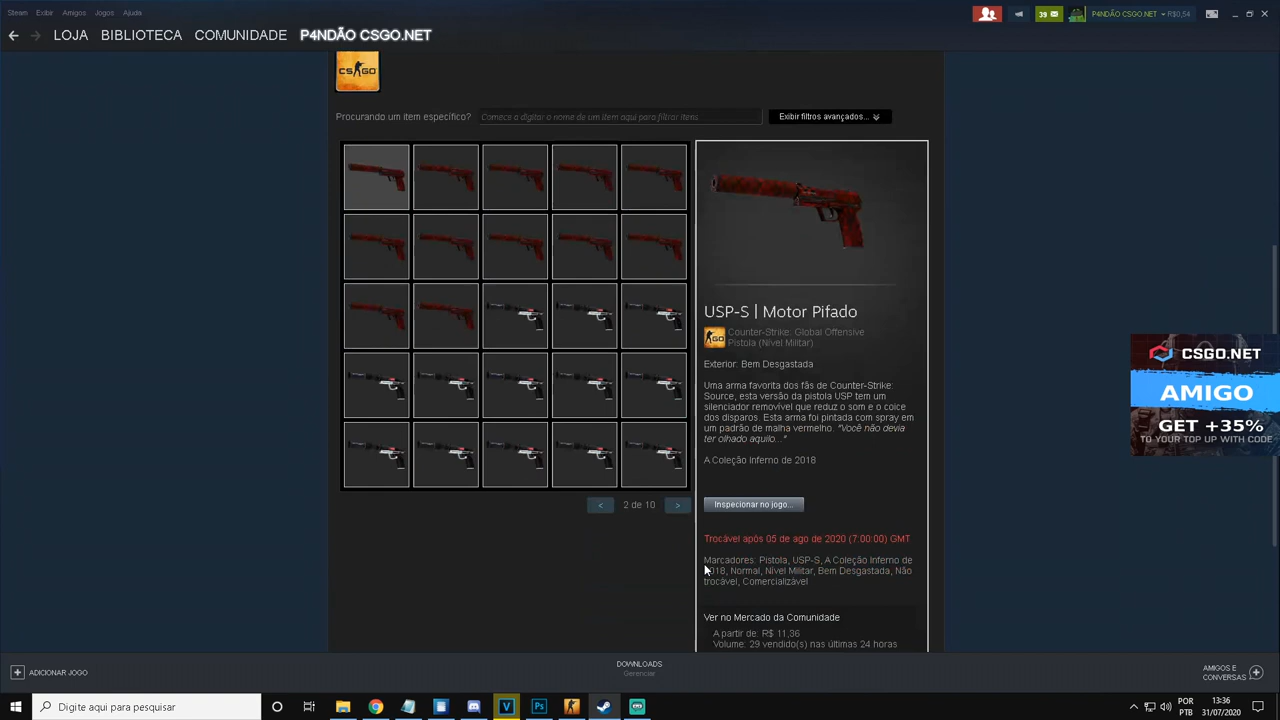 Steam Exibir Amigos Jogos Ajuda
39 P4NDÃO CSGO.NET R$0,54
LOJA BIBLIOTECA COMUNIDADE P4NDÃO CSGO.NET
CS GO
Procurando um item específico? Comece a digitar o nome de um item aqui para filtrar itens Exibir filtros avançados...
USP-S | Motor Pifado
Counter-Strike: Global Offensive
Pistola (Nível Militar)
Exterior: Bem Desgastada
Uma arma favorita dos fãs de Counter-Strike:
Source, esta versão da pistola USP tem um
silenciador removível que reduz o som e o coice
dos disparos. Esta arma foi pintada com spray em
um padrão de malha vermelho. "Você não devia
ter olhado aquilo..."
A Coleção Inferno de 2018
< 2 de 10 >
Inspecionar no jogo...
Trocável após 05 de ago de 2020 (7:00:00) GMT
Marcadores: Pistola, USP-S, A Coleção Inferno de
2018, Normal, Nível Militar, Bem Desgastada, Não
trocável, Comercializável
Ver no Mercado da Comunidade
A partir de: R$ 11,36
Volume: 29 vendido(s) nas últimas 24 horas
CSGO.NET
AMIGO
GET +35%
TO YOUR TOP UP WITH CODE
ADICIONAR JOGO
DOWNLOADS
Gerenciar
AMIGOS E
CONVERSAS
Digite aqui para pesquisar
POR
PTB
13:36
31/07/2020